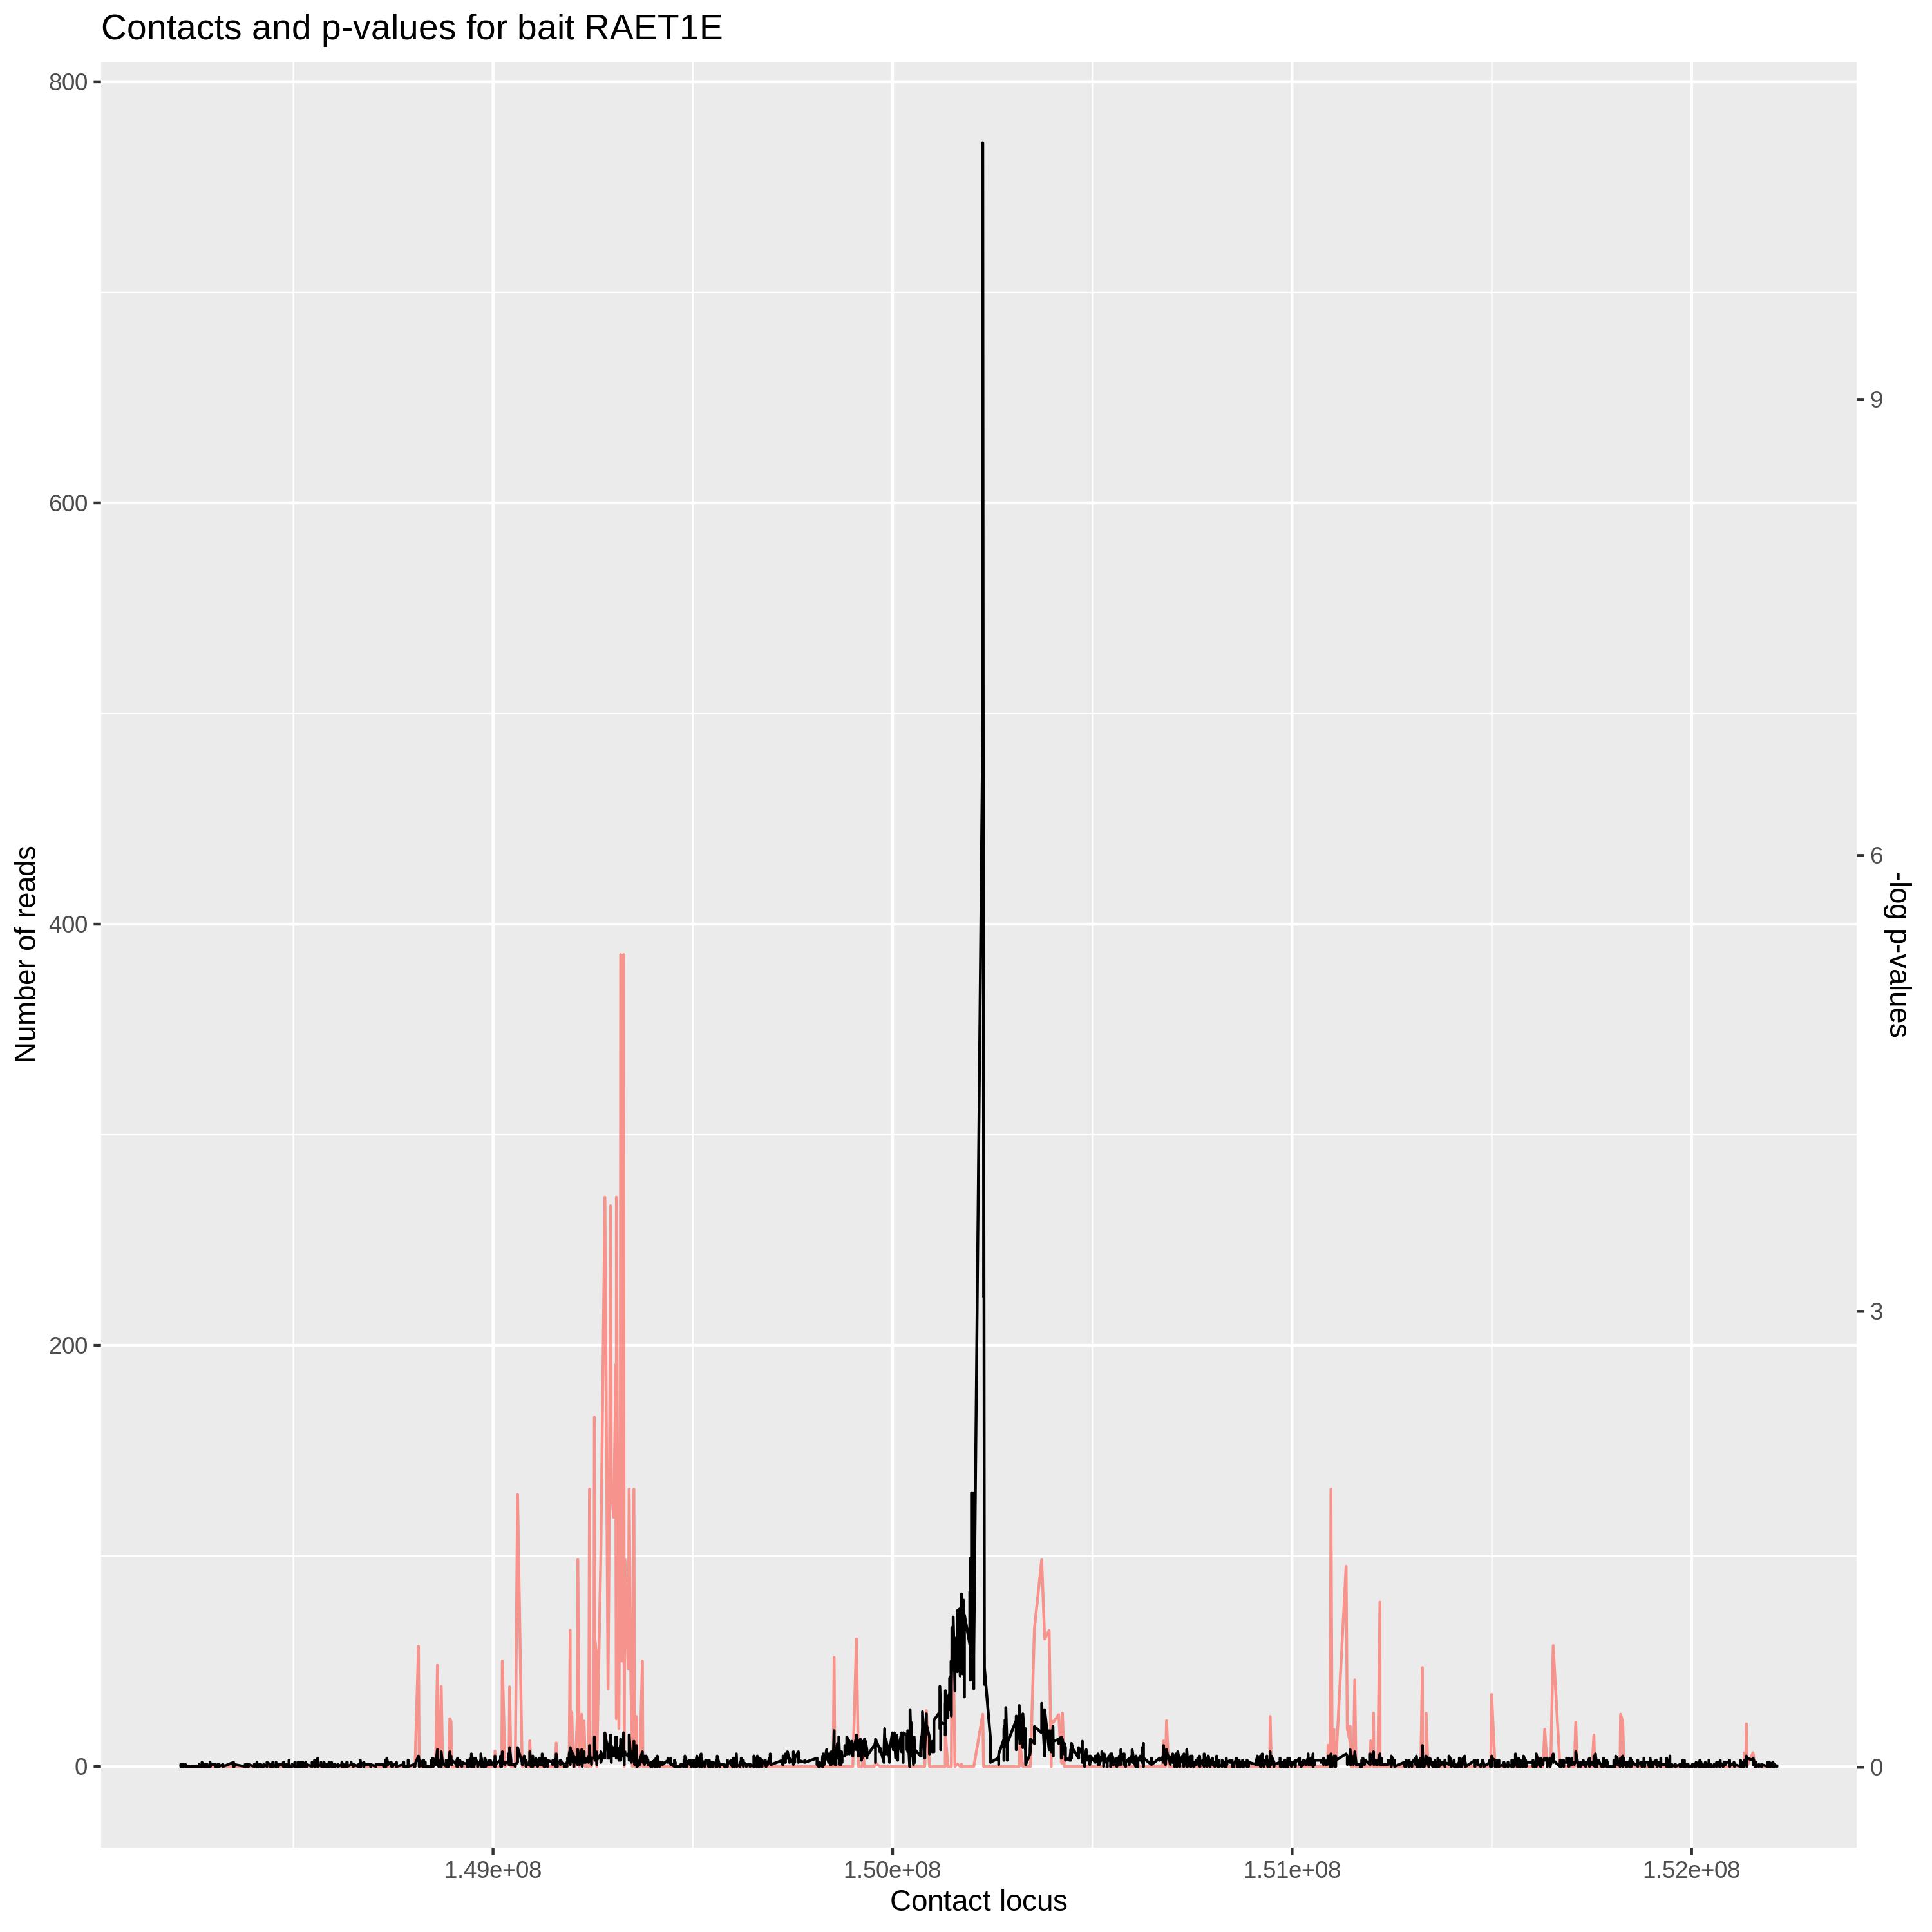 Contacts and p-values for bait RAET1E
800
600
400
200
0
Number of reads
9
6
3
0
-log p-values
1.49e+08
1.50e+08
1.51e+08
1.52e+08
Contact locus